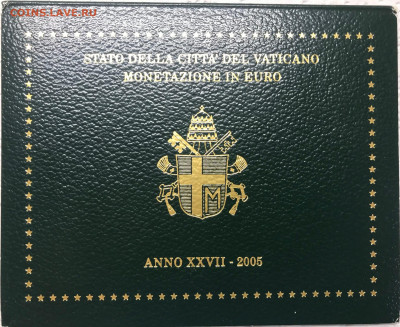 COINS.LAVE.RU
STATO DELLA CITTA' DEL VATICANO
MONETAZIONE IN EURO
M
ANNO XXVII - 2005